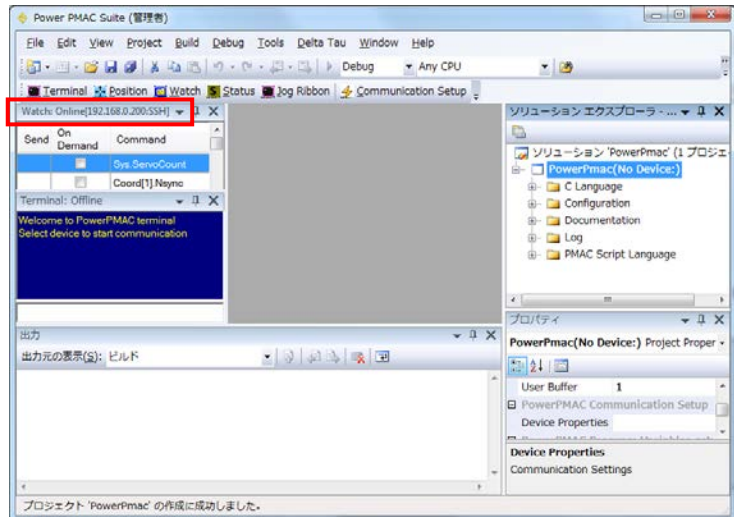 Power PMAC Suite (管理者)
File Edit View Project Build Debug Tools Delta Tau Window Help
Debug Any CPU
Terminal Position Watch Status Jog Ribbon Communication Setup
Watch: Online[192.168.0.200:SSH]
Send On Demand Command
Sys.ServoCount
Coord[1].Nsync
Terminal: Offline
Welcome to PowerPMAC terminal
Select device to start communication
ソリューション エクスプローラ - ...
ソリューション 'PowerPmac' (1 プロジェ
PowerPmac(No Device:)
C Language
Configuration
Documentation
Log
PMAC Script Language
出力
出力元の表示(S): ビルド
プロパティ
PowerPmac(No Device:) Project Proper
User Buffer 1
PowerPMAC Communication Setup
Device Properties
Device Properties
Communication Settings
プロジェクト 'PowerPmac' の作成に成功しました。